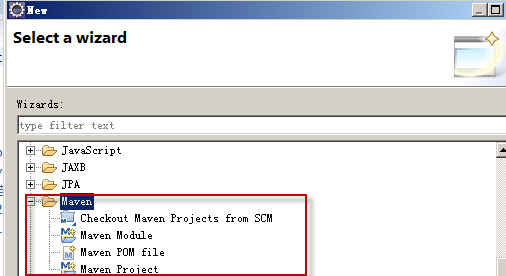 New
Select a wizard
Wizards:
type filter text
JavaScript
JAXB
JPA
Maven
Checkout Maven Projects from SCM
Maven Module
Maven POM file
Maven Project